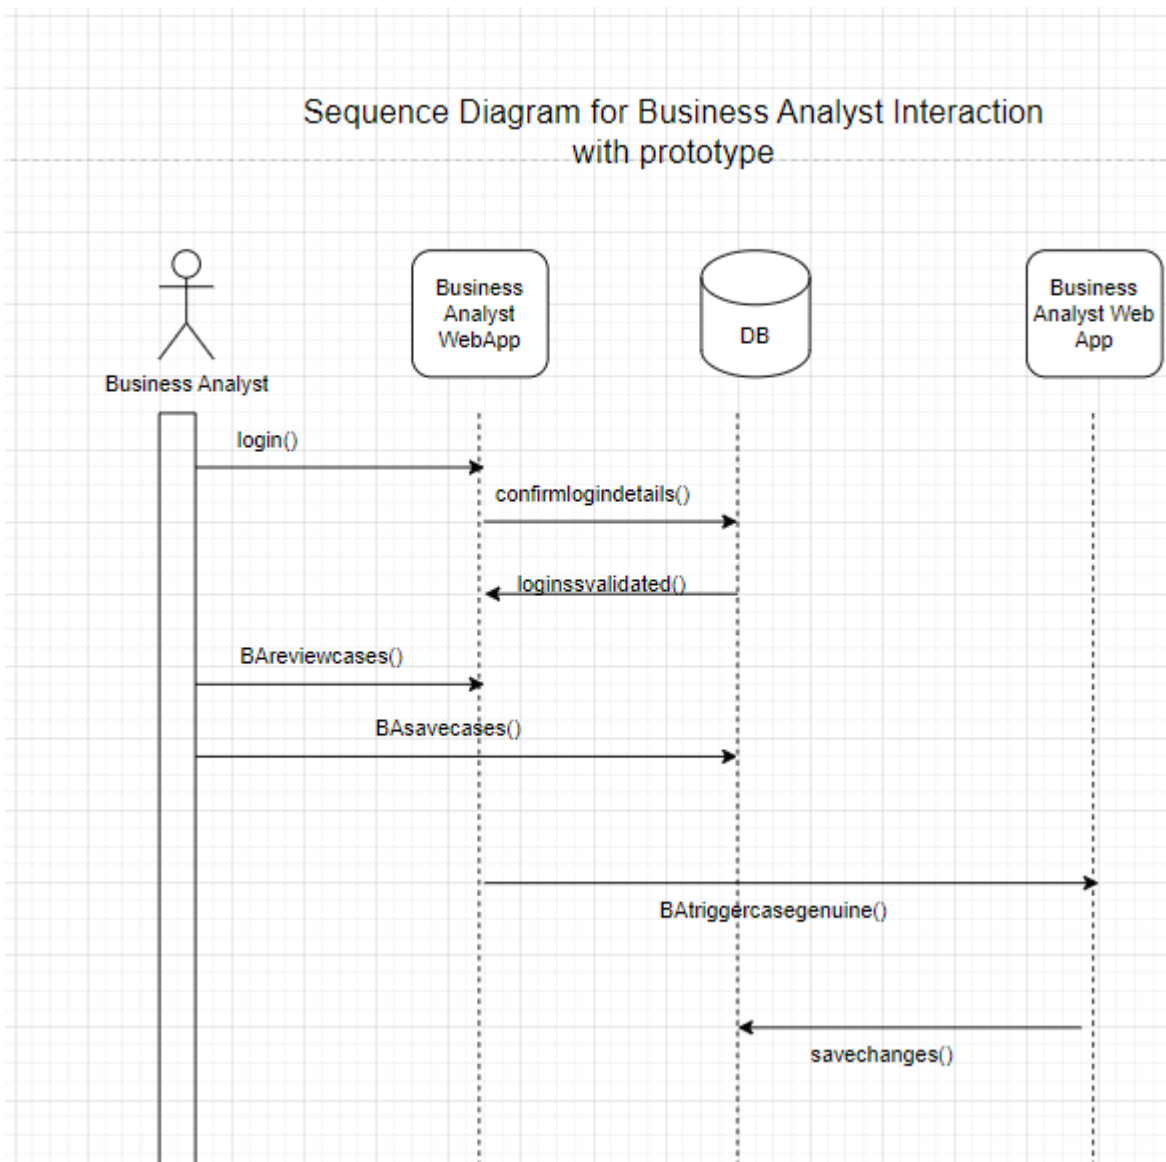 Sequence Diagram for Business Analyst Interaction
with prototype
Business
Analyst
WebApp
DB
Business
Analyst Web
App
Business Analyst
login()
confirmlogindetails()
loginssvalidated()
BAreviewcases()
BAsavecases()
BAtriggercasegenuine()
savechanges()